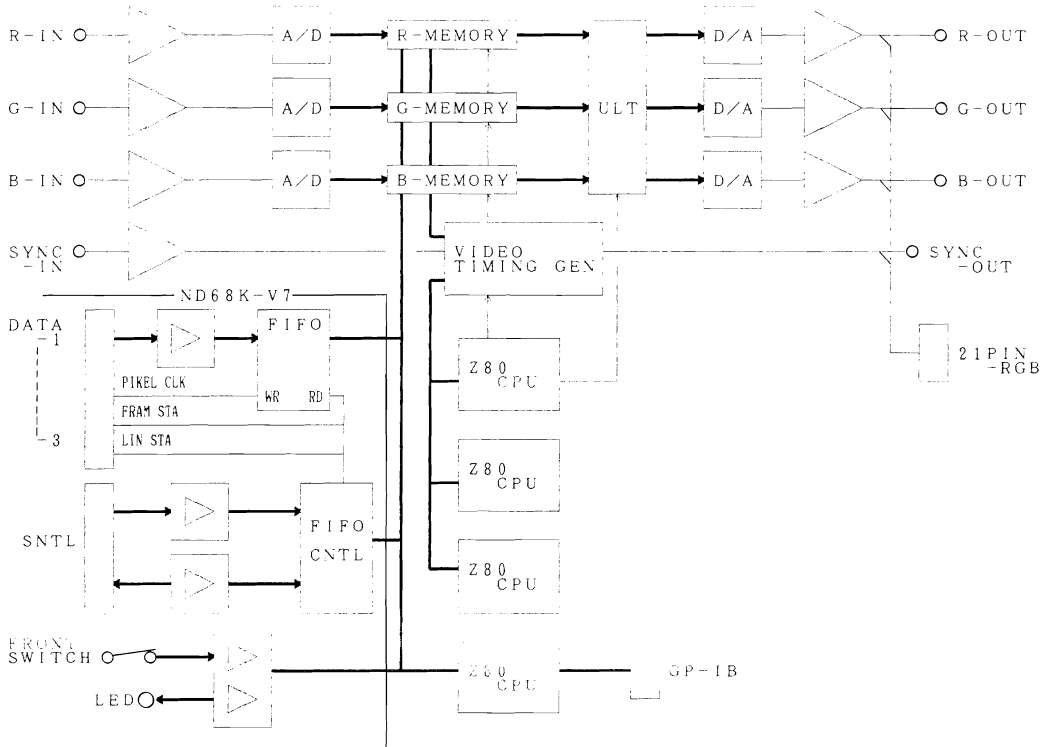 R-IN A/D R-MEMORY D/A R-OUT
G-IN A/D G-MEMORY ULT D/A G-OUT
B-IN A/D B-MEMORY D/A B-OUT
SYNC
-IN
VIDEO
TIMING GEN
SYNC
-OUT
ND68K-V7
DATA
-1
FIFO
PIKEL CLK
WR RD
FRAM STA
-3
LIN STA
Z80
CPU
21PIN
-RGB
Z80
CPU
SNTL
FIFO
CNTL
Z80
CPU
FRONT
SWITCH
LED
Z80
CPU
GP-IB